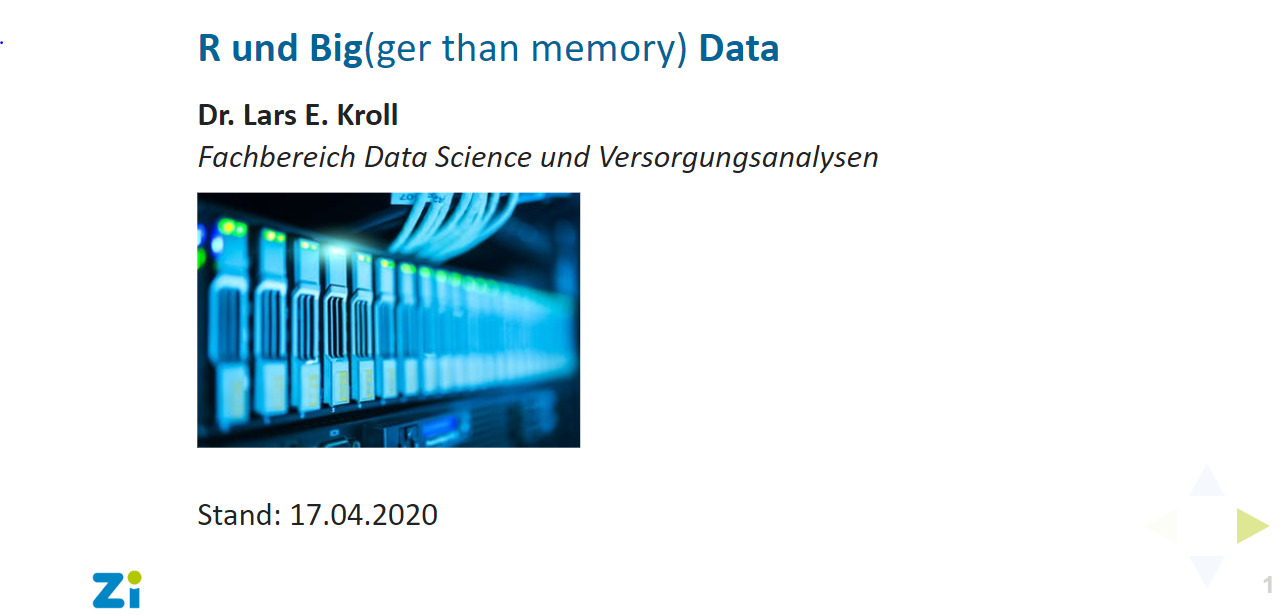 R und Big(ger than memory) Data
Dr. Lars E. Kroll
Fachbereich Data Science und Versorgungsanalysen
Stand: 17.04.2020
Zi
1